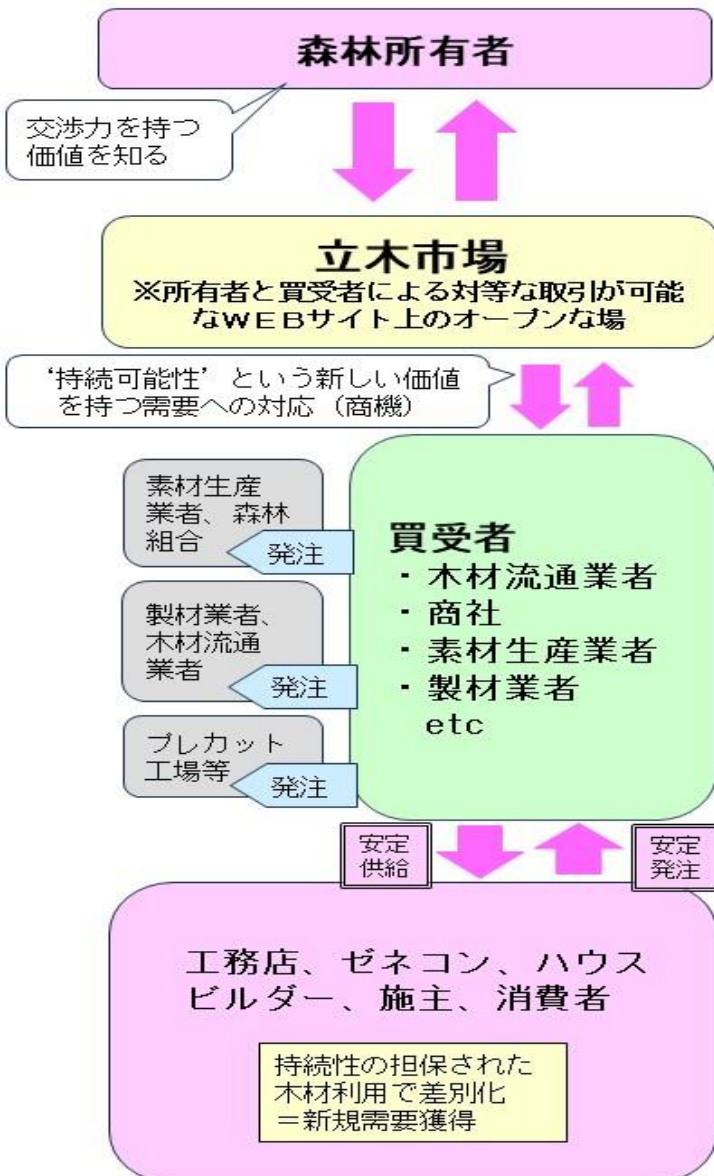 森林所有者
交渉力を持つ
価値を知る
立木市場
※所有者と買受者による対等な取引が可能
なWEBサイト上のオープンな場
‘持続可能性’という新しい価値
を持つ需要への対応（商機）
素材生産
業者、森林
組合
発注
製材業者、
木材流通
業者
発注
プレカット
工場等
発注
買受者
・木材流通業者
・商社
・素材生産業者
・製材業者
etc
安定
供給
安定
発注
工務店、ゼネコン、ハウス
ビルダー、施主、消費者
持続性の担保された
木材利用で差別化
＝新規需要獲得